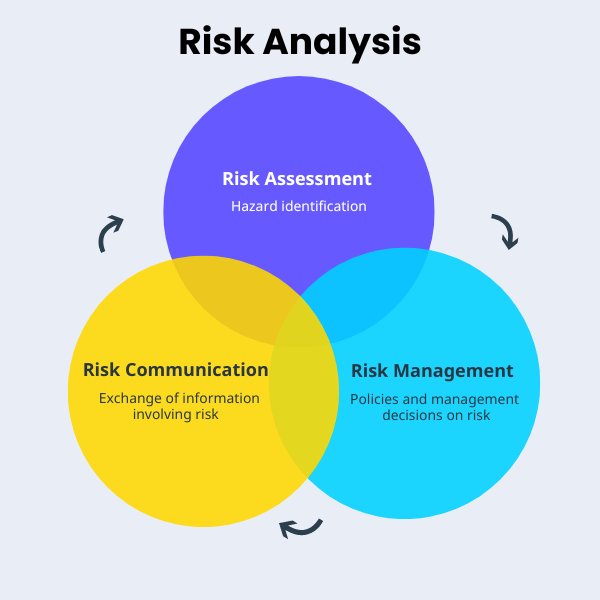 Risk Analysis
Risk Assessment
Hazard identification
Risk Communication
Exchange of information
involving risk
Risk Management
Policies and management
decisions on risk